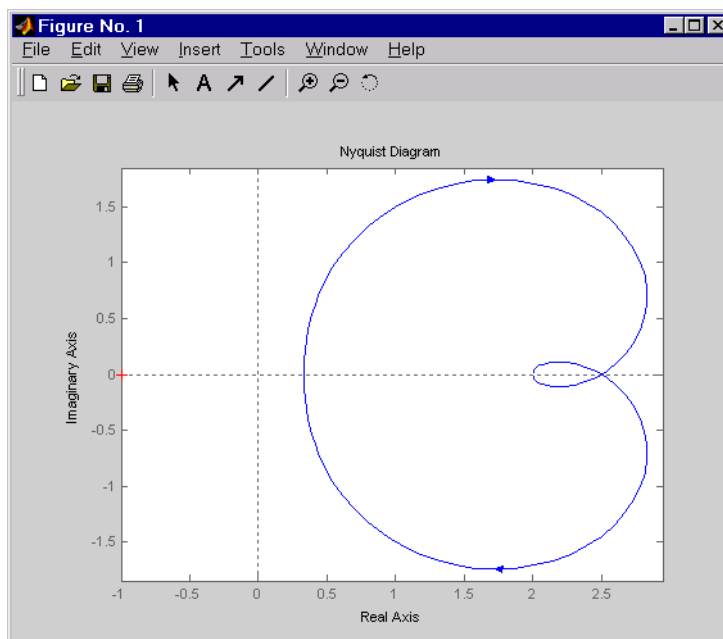 Figure No. 1
File Edit View Insert Tools Window Help
A
Nyquist Diagram
1.5
1
0.5
0
-0.5
-1
-1.5
Imaginary Axis
-1 -0.5 0 0.5 1 1.5 2 2.5
Real Axis